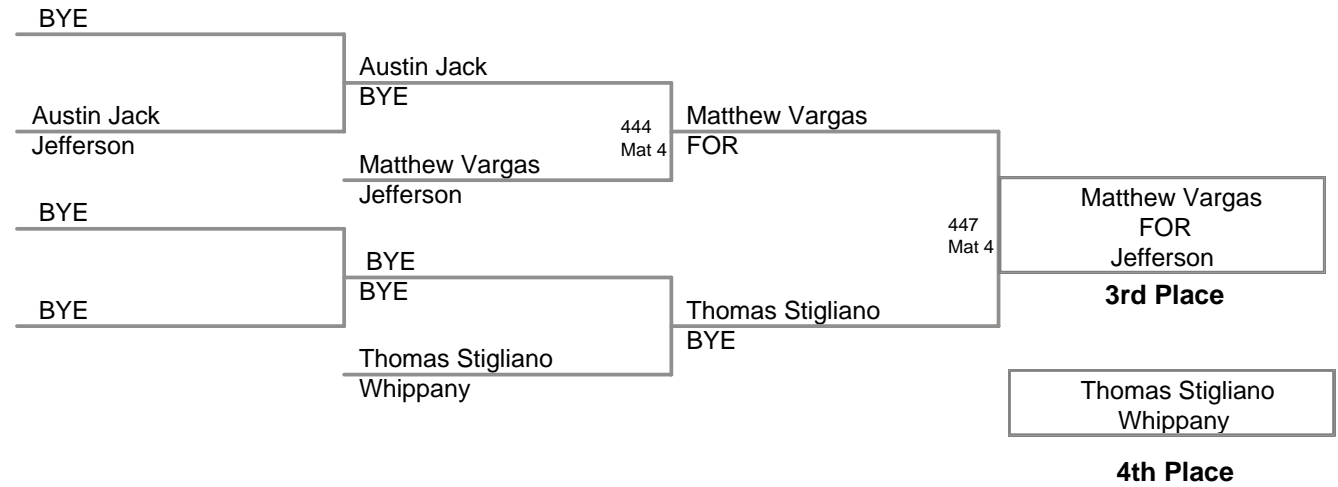 BYE
Austin Jack
BYE
Austin Jack
Jefferson
444
Mat 4
Matthew Vargas
FOR
Matthew Vargas
Jefferson
BYE
447
Mat 4
Matthew Vargas
FOR
Jefferson
3rd Place
BYE
BYE
BYE
Thomas Stigliano
BYE
Thomas Stigliano
Whippany
Thomas Stigliano
Whippany
4th Place